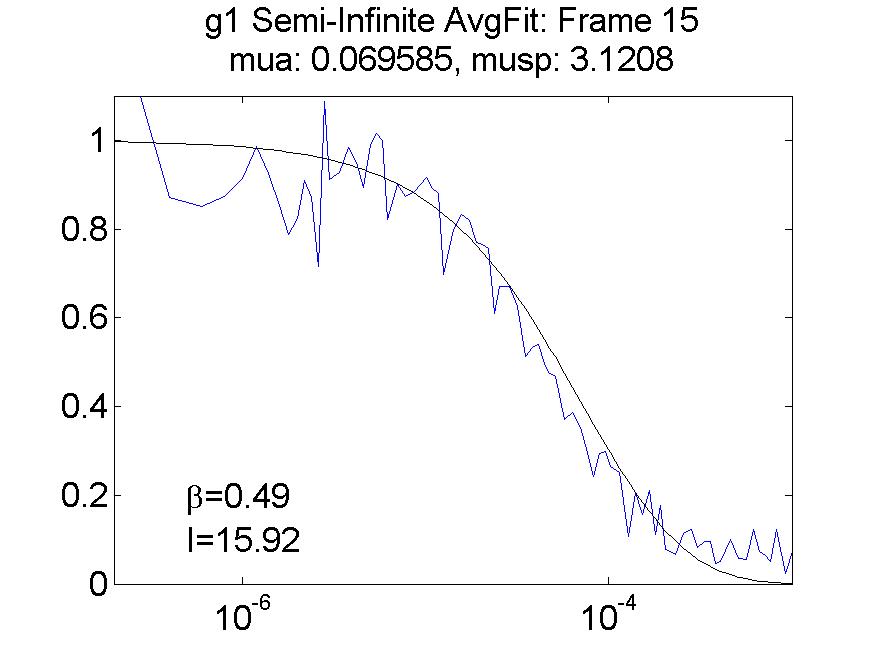 g1 Semi-Infinite AvgFit: Frame 15
mua: 0.069585, musp: 3.1208
1
0.8
0.6
0.4
0.2
0
β=0.49
I=15.92
10^-6
10^-4